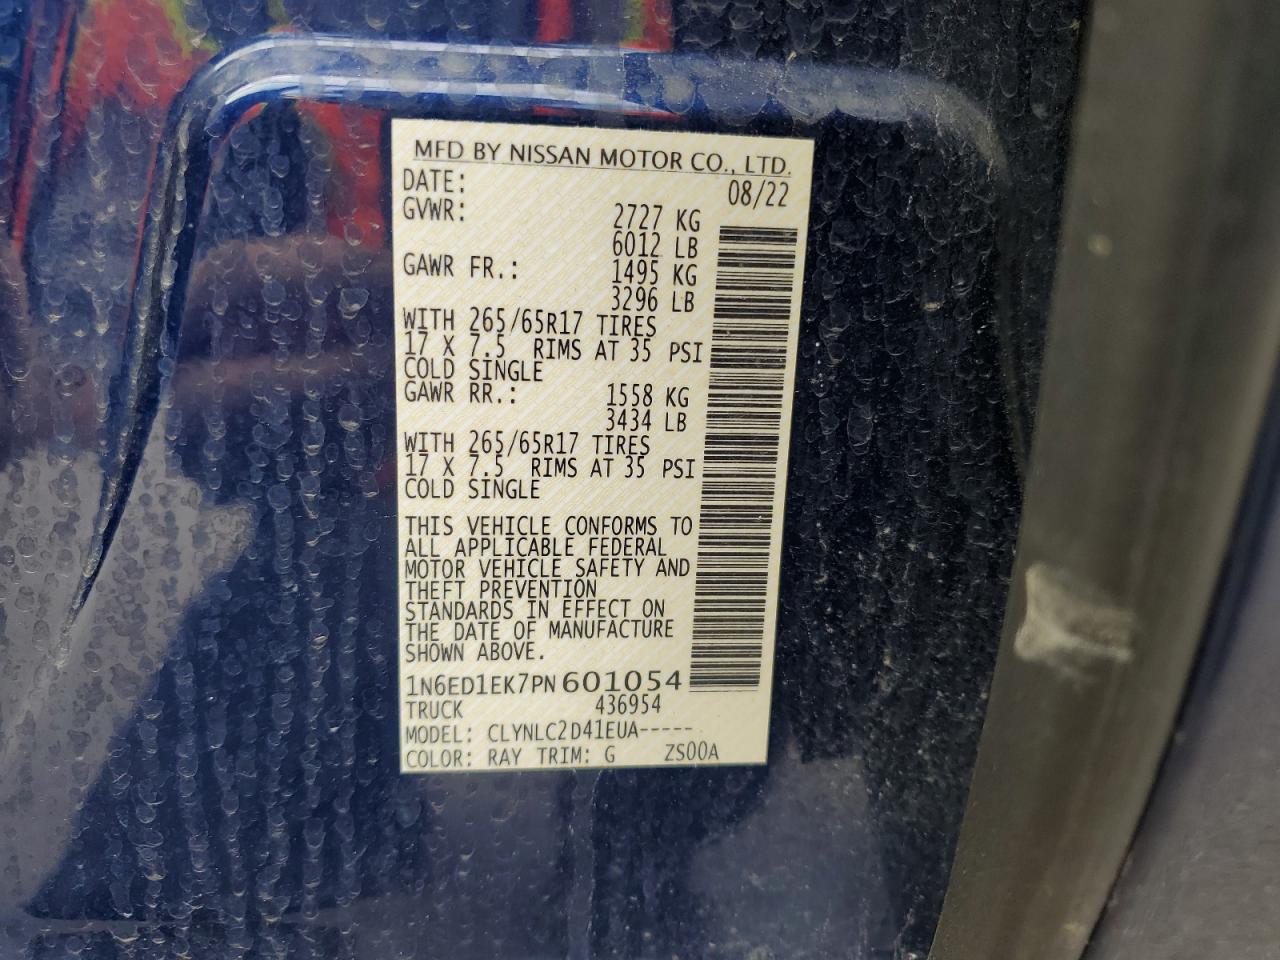 MFD BY NISSAN MOTOR CO., LTD.
DATE: 08/22
GVWR: 2727 KG
6012 LB
GAWR FR.: 1495 KG
3296 LB
WITH 265/65R17 TIRES
17 X 7.5 RIMS AT 35 PSI
COLD SINGLE
GAWR RR.: 1558 KG
3434 LB
WITH 265/65R17 TIRES
17 X 7.5 RIMS AT 35 PSI
COLD SINGLE
THIS VEHICLE CONFORMS TO
ALL APPLICABLE FEDERAL
MOTOR VEHICLE SAFETY AND
THEFT PREVENTION
STANDARDS IN EFFECT ON
THE DATE OF MANUFACTURE
SHOWN ABOVE.
1N6ED1EK7PN601054
TRUCK 436954
MODEL: CLYNLC2D41EUA-----
COLOR: RAY TRIM: G ZS00A